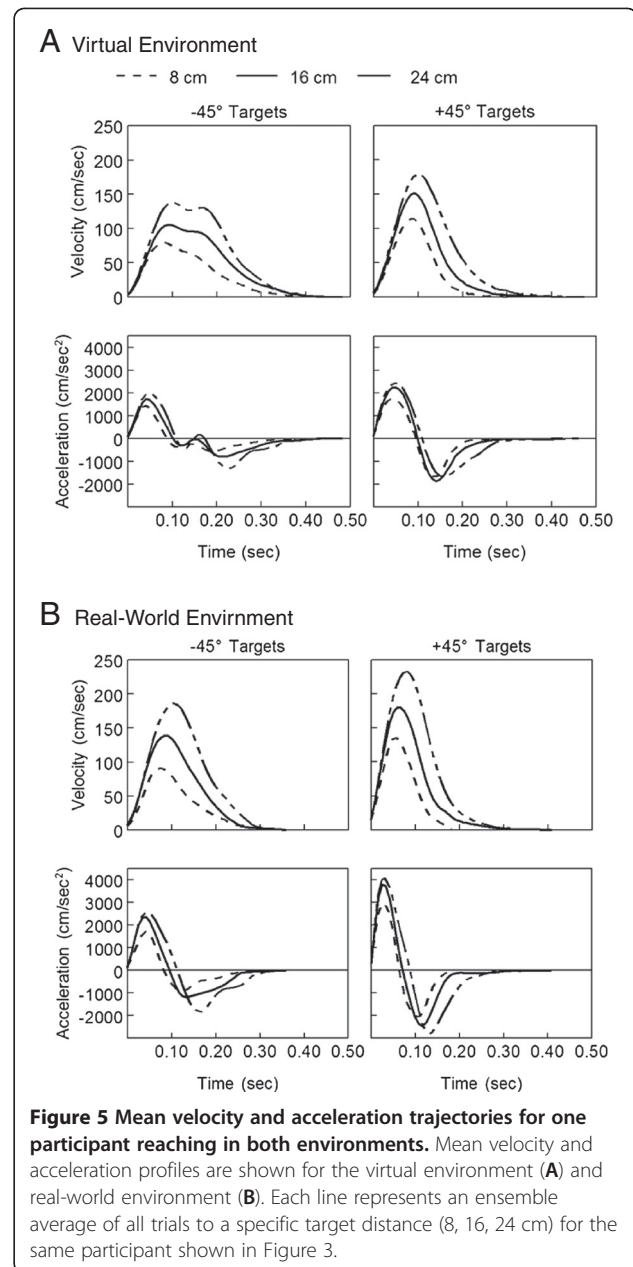 A Virtual Environment
8 cm 16 cm 24 cm
-45° Targets +45° Targets
Velocity (cm/sec)
250
200
150
100
50
0
Acceleration (cm/sec²)
4000
3000
2000
1000
0
-1000
-2000
0.10 0.20 0.30 0.40 0.50 0.10 0.20 0.30 0.40 0.50
Time (sec) Time (sec)
B Real-World Envirnment
-45° Targets +45° Targets
Velocity (cm/sec)
250
200
150
100
50
0
Acceleration (cm/sec²)
4000
3000
2000
1000
0
-1000
-2000
0.10 0.20 0.30 0.40 0.50 0.10 0.20 0.30 0.40 0.50
Time (sec) Time (sec)
Figure 5 Mean velocity and acceleration trajectories for one
participant reaching in both environments. Mean velocity and
acceleration profiles are shown for the virtual environment (A) and
real-world environment (B). Each line represents an ensemble
average of all trials to a specific target distance (8, 16, 24 cm) for the
same participant shown in Figure 3.